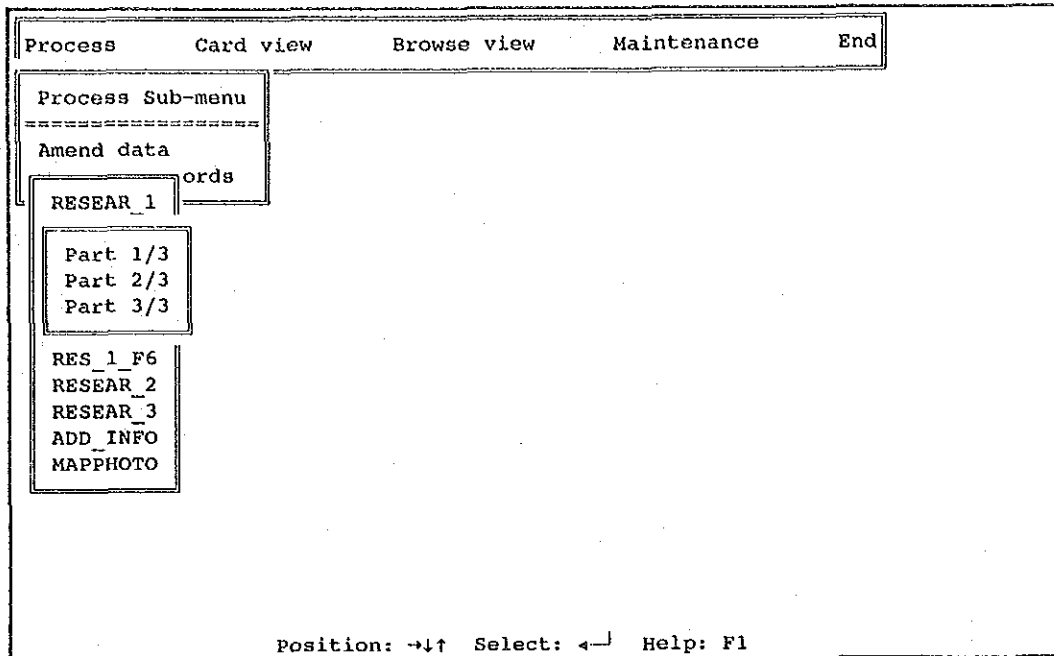 Process Card view Browse view Maintenance End
Process Sub-menu
==================
Amend data
ords
RESEAR_1
Part 1/3
Part 2/3
Part 3/3
RES_1_F6
RESEAR_2
RESEAR_3
ADD_INFO
MAPPHOTO
Position: →↓↑ Select: ◄─┘ Help: F1